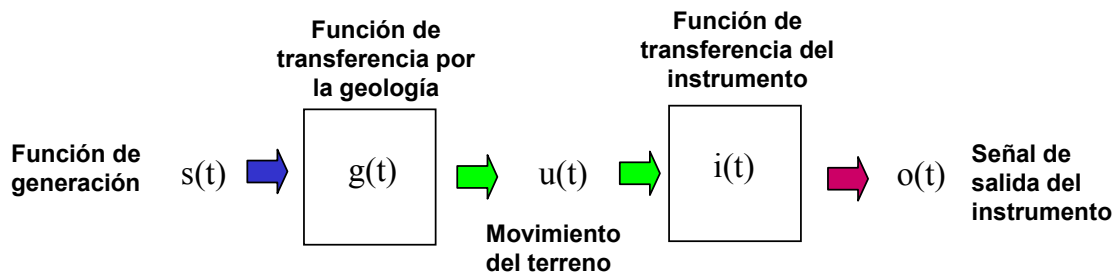 Función de
transferencia por
la geología
Función de
transferencia del
instrumento
Función de
generación
s(t)
g(t)
u(t)
i(t)
o(t)
Señal de
salida del
instrumento
Movimiento
del terreno